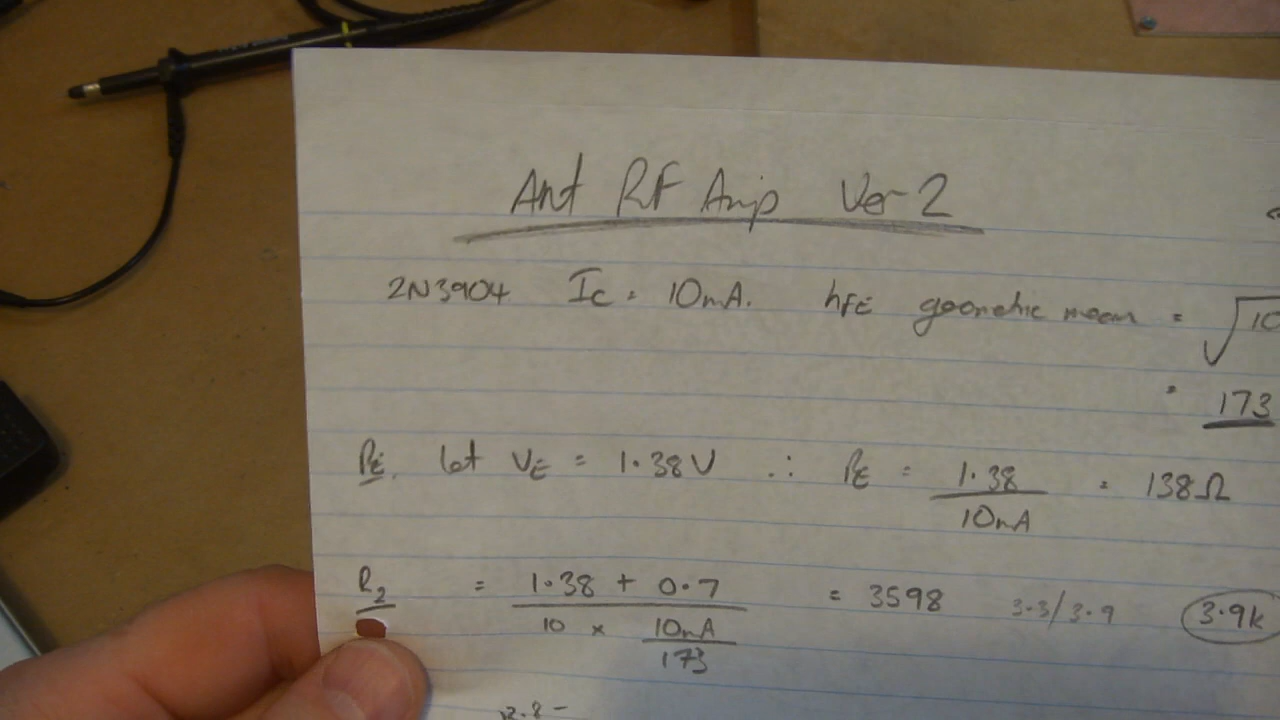 Ant RF Amp Ver 2
2N3904 Ic = 10mA. hFE geometric mean = √10
= 173
RE. let VE = 1.38V ∴ RE = 1.38 / 10mA = 138Ω
R2 = 1.38 + 0.7 / 10 x 10mA / 173 = 3598 3.3/3.9 3.9k